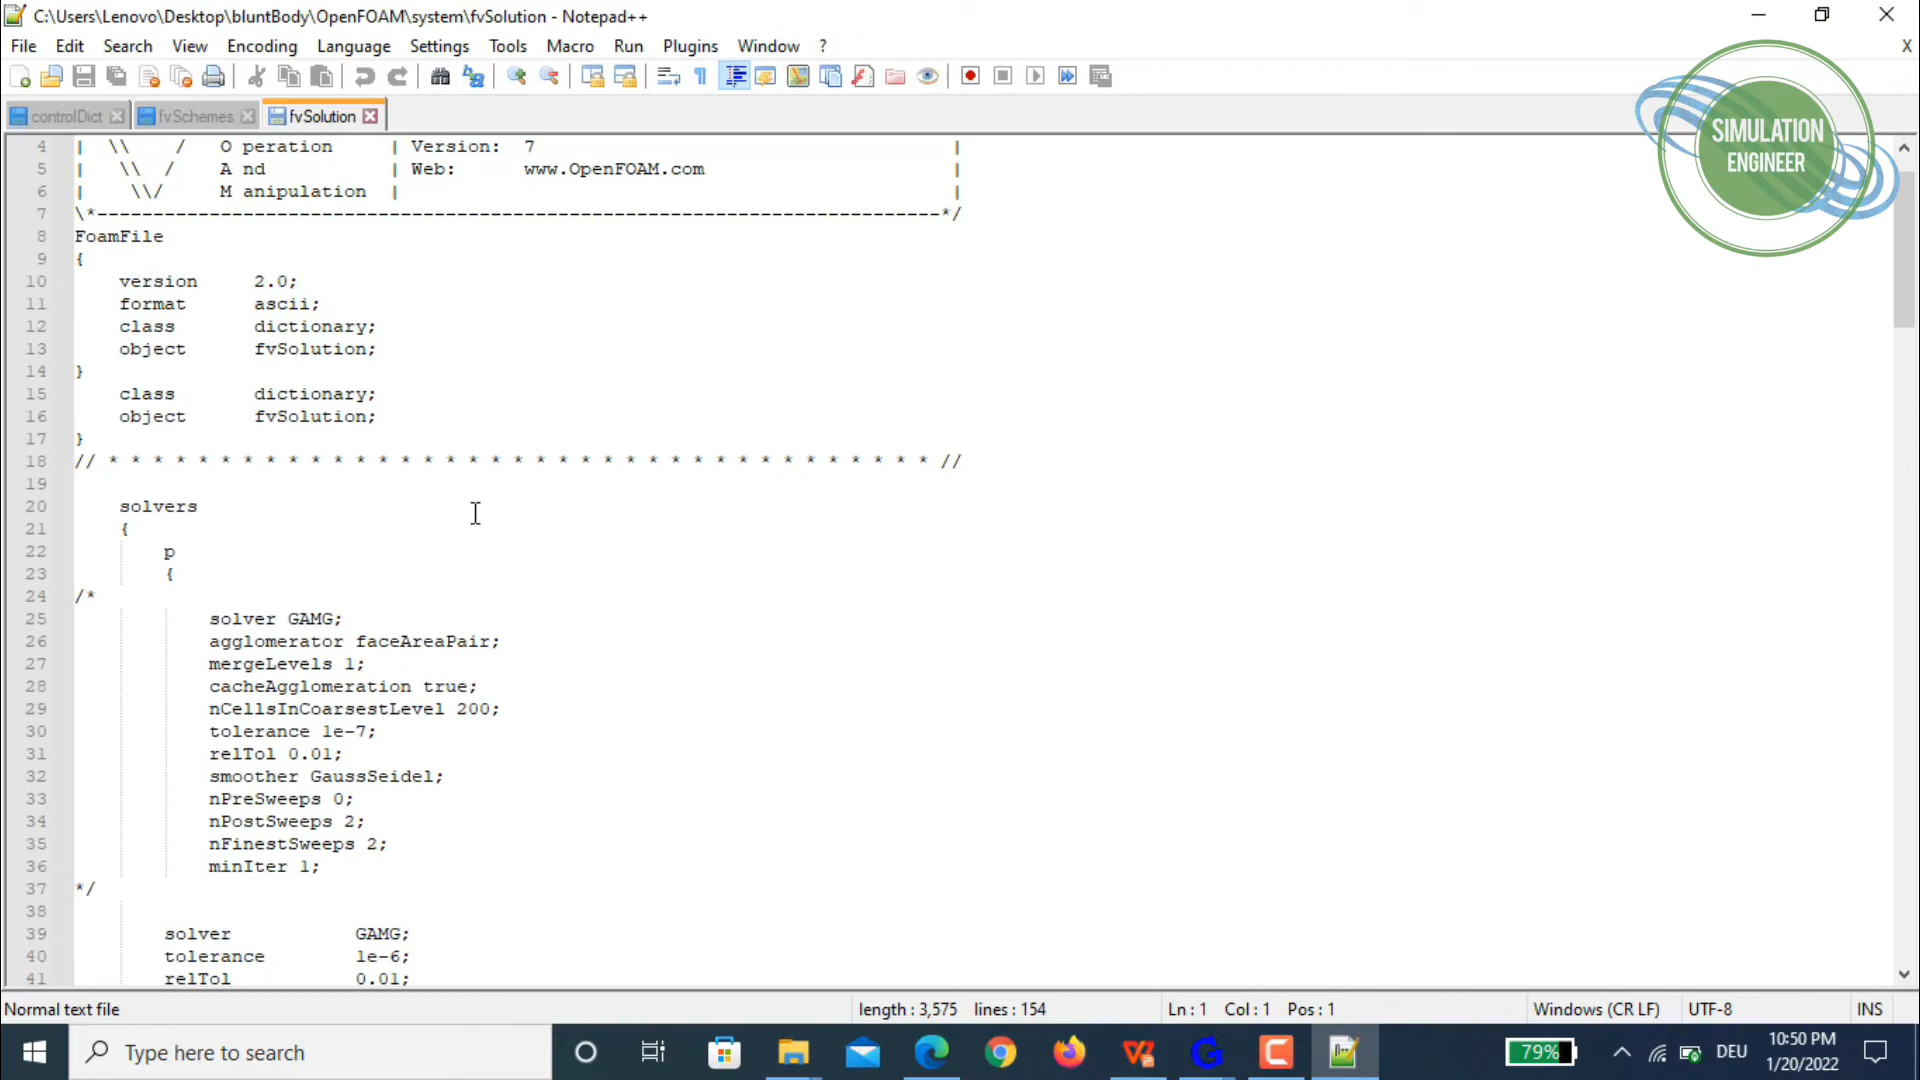 C:\Users\Lenovo\Desktop\bluntBody\OpenFOAM\system\fvSolution - Notepad++
File Edit Search View Encoding Language Settings Tools Macro Run Plugins Window ? X
controlDict fvSchemes fvSolution
SIMULATION
ENGINEER
4 | \\ / O peration | Version: 7 |
5 | \\ / A nd | Web: www.OpenFOAM.com |
6 | \\/ M anipulation | |
7 \*---------------------------------------------------------------------------*/
8 FoamFile
9 {
10 version 2.0;
11 format ascii;
12 class dictionary;
13 object fvSolution;
14 }
15 class dictionary;
16 object fvSolution;
17 }
18 // * * * * * * * * * * * * * * * * * * * * * * * * * * * * * * * * * * * * * //
19
20 solvers
21 {
22 p
23 {
24 /*
25 solver GAMG;
26 agglomerator faceAreaPair;
27 mergeLevels 1;
28 cacheAgglomeration true;
29 nCellsInCoarsestLevel 200;
30 tolerance 1e-7;
31 relTol 0.01;
32 smoother GaussSeidel;
33 nPreSweeps 0;
34 nPostSweeps 2;
35 nFinestSweeps 2;
36 minIter 1;
37 */
38
39 solver GAMG;
40 tolerance 1e-6;
41 relTol 0.01;
Normal text file length : 3,575 lines : 154 Ln : 1 Col : 1 Pos : 1 Windows (CR LF) UTF-8 INS
Type here to search 79% DEU 10:50 PM
1/20/2022